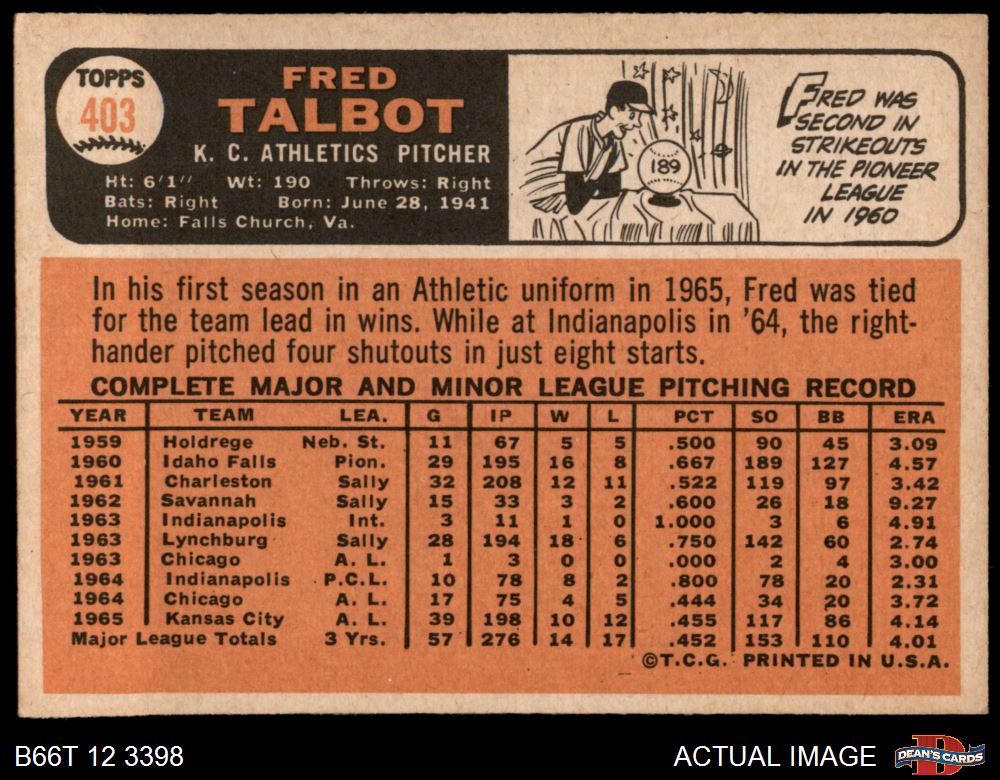 TOPPS
403
FRED
TALBOT
K. C. ATHLETICS PITCHER
Ht: 6'1" Wt: 190 Throws: Right
Bats: Right Born: June 28, 1941
Home: Falls Church, Va.
189
FRED WAS
SECOND IN
STRIKEOUTS
IN THE PIONEER
LEAGUE
IN 1960
In his first season in an Athletic uniform in 1965, Fred was tied
for the team lead in wins. While at Indianapolis in '64, the right-
hander pitched four shutouts in just eight starts.
COMPLETE MAJOR AND MINOR LEAGUE PITCHING RECORD
YEAR TEAM LEA. G IP W L PCT SO BB ERA
1959 Holdrege Neb. St. 11 67 5 5 .500 90 45 3.09
1960 Idaho Falls Pion. 29 195 16 8 .667 189 127 4.57
1961 Charleston Sally 32 208 12 11 .522 119 97 3.42
1962 Savannah Sally 15 33 3 2 .600 26 18 9.27
1963 Indianapolis Int. 3 11 1 0 1.000 3 6 4.91
1963 Lynchburg Sally 28 194 18 6 .750 142 60 2.74
1963 Chicago A. L. 1 3 0 0 .000 2 4 3.00
1964 Indianapolis P.C.L. 10 78 8 2 .800 78 20 2.31
1964 Chicago A. L. 17 75 4 5 .444 34 20 3.72
1965 Kansas City A. L. 39 198 10 12 .455 117 86 4.14
Major League Totals 3 Yrs. 57 276 14 17 .452 153 110 4.01
©T.C.G. PRINTED IN U.S.A.
B66T 12 3398
ACTUAL IMAGE
DEAN'S CARDS